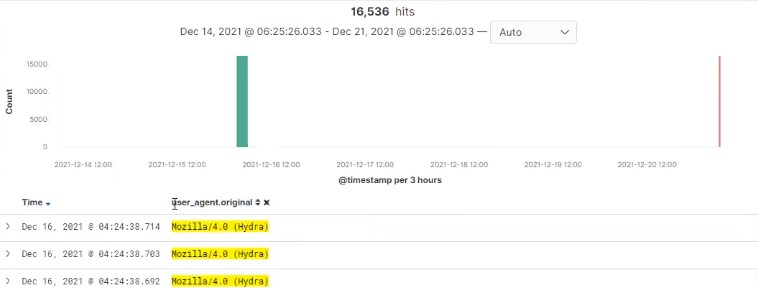 16,536 hits
Dec 14, 2021 @ 06:25:26.033 - Dec 21, 2021 @ 06:25:26.033 — Auto
Count
15000
10000
5000
0
2021-12-14 12:00 2021-12-15 12:00 2021-12-16 12:00 2021-12-17 12:00 2021-12-18 12:00 2021-12-19 12:00 2021-12-20 12:00
@timestamp per 3 hours
Time user_agent.original
Dec 16, 2021 @ 04:24:38.714 Mozilla/4.0 (Hydra)
Dec 16, 2021 @ 04:24:38.703 Mozilla/4.0 (Hydra)
Dec 16, 2021 @ 04:24:38.692 Mozilla/4.0 (Hydra)